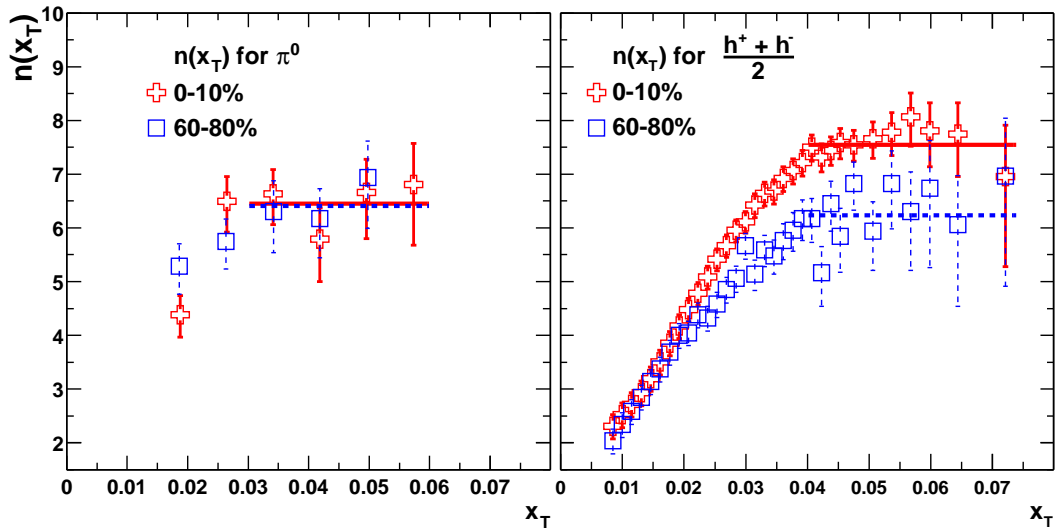 n(x_T)
10
9
8
7
6
5
4
3
2
n(x_T) for π⁰
0-10%
60-80%
0 0.01 0.02 0.03 0.04 0.05 0.06 0.07
x_T
n(x_T) for h⁺ + h⁻
2
0-10%
60-80%
0.01 0.02 0.03 0.04 0.05 0.06 0.07
x_T